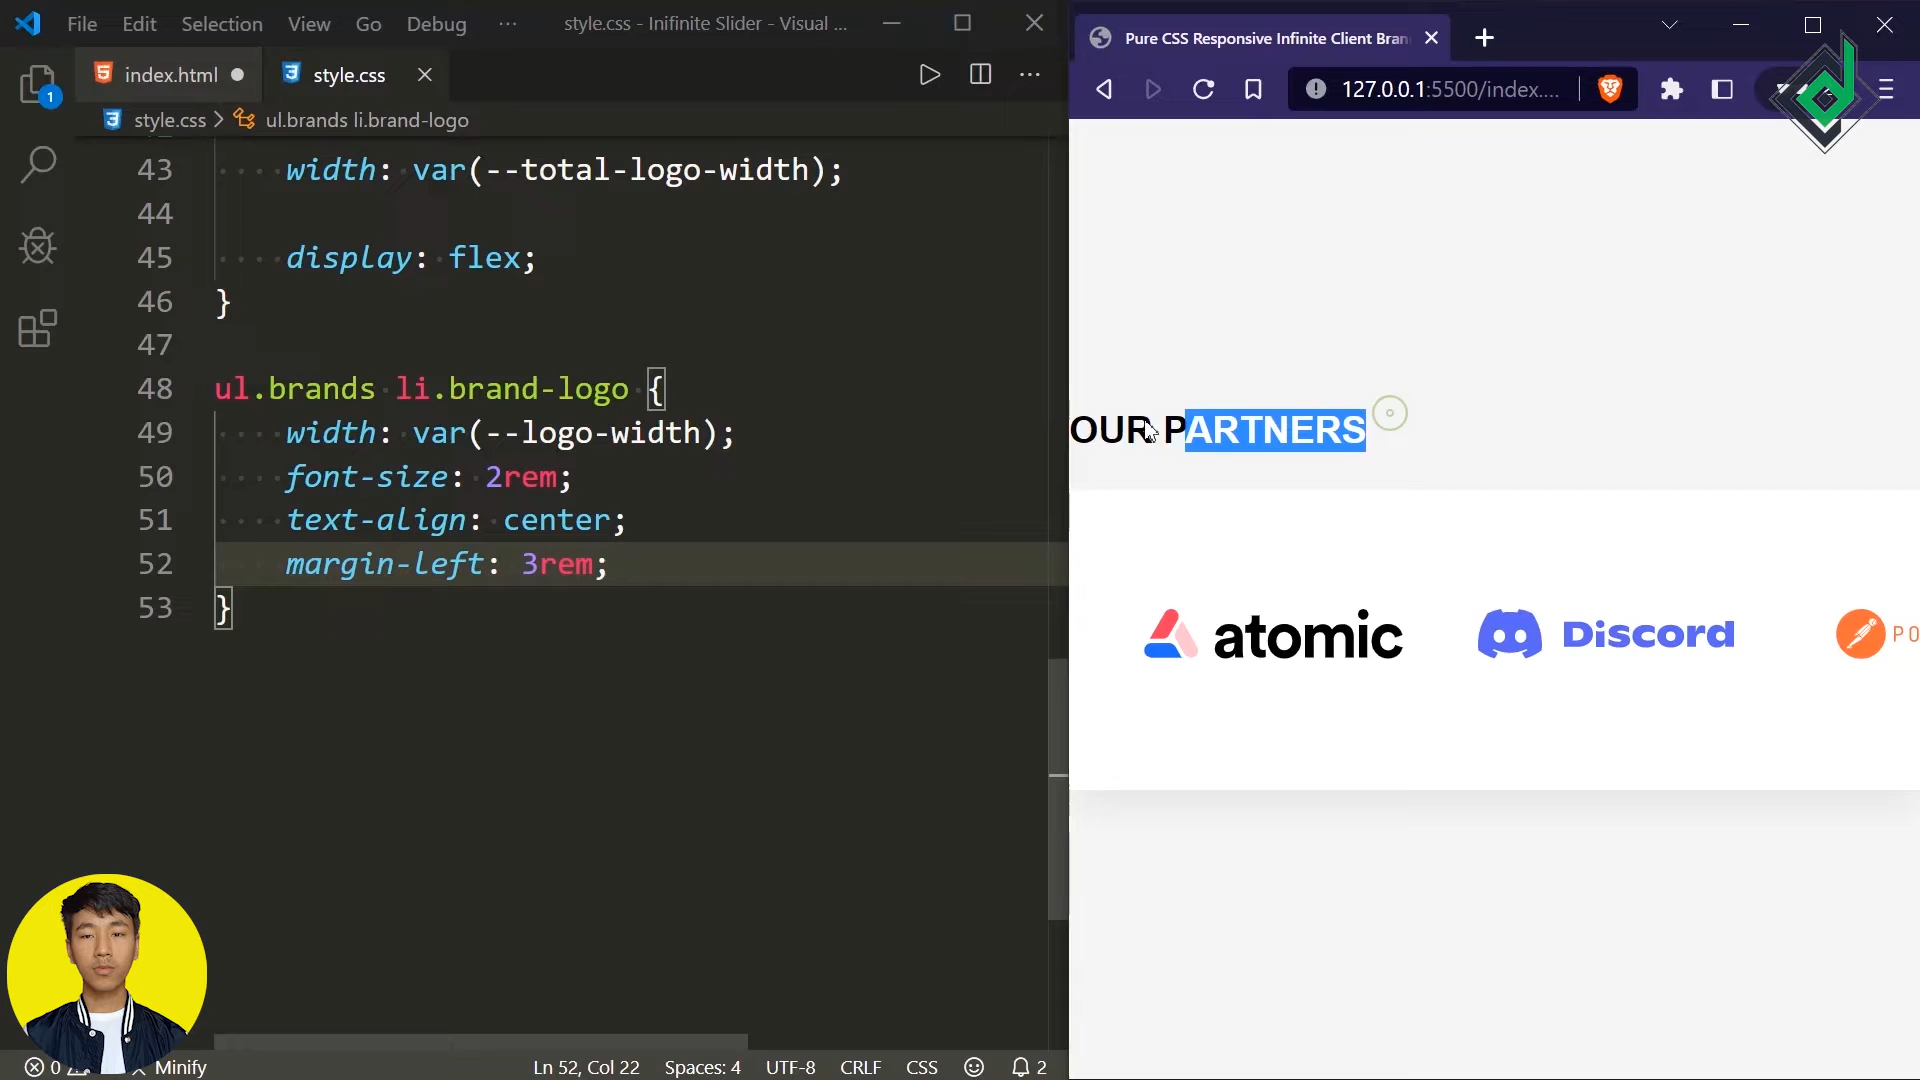 File Edit Selection View Go Debug ··· style.css - Inifinite Slider - Visual ...
index.html style.css
style.css > ul.brands li.brand-logo
1
43 width: var(--total-logo-width);
44
45 display: flex;
46 }
47
48 ul.brands li.brand-logo {
49 width: var(--logo-width);
50 font-size: 2rem;
51 text-align: center;
52 margin-left: 3rem;
53 }
0 Minify Ln 52, Col 22 Spaces: 4 UTF-8 CRLF CSS 2
Pure CSS Responsive Infinite Client Bran
127.0.0.1:5500/index....
OUR PARTNERS
atomic Discord PO